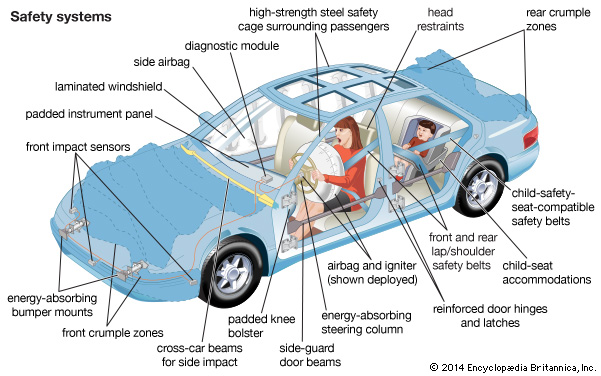 Safety systems
high-strength steel safety
cage surrounding passengers
head
restraints
rear crumple
zones
diagnostic module
side airbag
laminated windshield
padded instrument panel
front impact sensors
child-safety-
seat-compatible
safety belts
front and rear
lap/shoulder
safety belts
child-seat
accommodations
airbag and igniter
(shown deployed)
reinforced door hinges
and latches
energy-absorbing
bumper mounts
front crumple zones
padded knee
bolster
energy-absorbing
steering column
cross-car beams
for side impact
side-guard
door beams
© 2014 Encyclopædia Britannica, Inc.